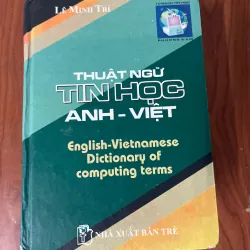 LÊ MINH TRÍ
THUẬT NGỮ
TIN HỌC
ANH - VIỆT
English-Vietnamese
Dictionary of
computing terms
NHÀ XUẤT BẢN TRẺ